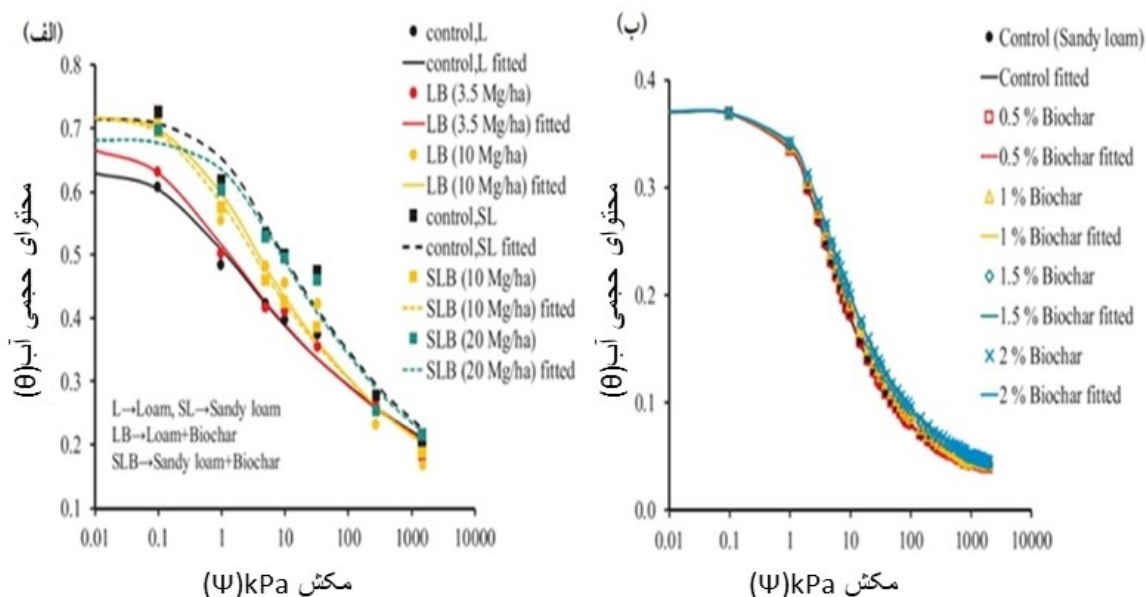 (الف)
0.8
0.7
0.6
0.5
0.4
0.3
0.2
0.1
محتوای حجمی آب(θ)
0.01 0.1 1 10 100 1000 10000
مکش (Ψ)kPa
L→Loam, SL→Sandy loam
LB→Loam+Biochar
SLB→Sandy loam+Biochar
control,L
control,L fitted
LB (3.5 Mg/ha)
LB (3.5 Mg/ha) fitted
LB (10 Mg/ha)
LB (10 Mg/ha) fitted
control,SL
control,SL fitted
SLB (10 Mg/ha)
SLB (10 Mg/ha) fitted
SLB (20 Mg/ha)
SLB (20 Mg/ha) fitted
(ب)
0.4
0.3
0.2
0.1
0.0
محتوای حجمی آب(θ)
0.01 0.1 1 10 100 1000 10000
مکش (Ψ)kPa
Control (Sandy loam)
Control fitted
0.5 % Biochar
0.5 % Biochar fitted
1 % Biochar
1 % Biochar fitted
1.5 % Biochar
1.5 % Biochar fitted
2 % Biochar
2 % Biochar fitted